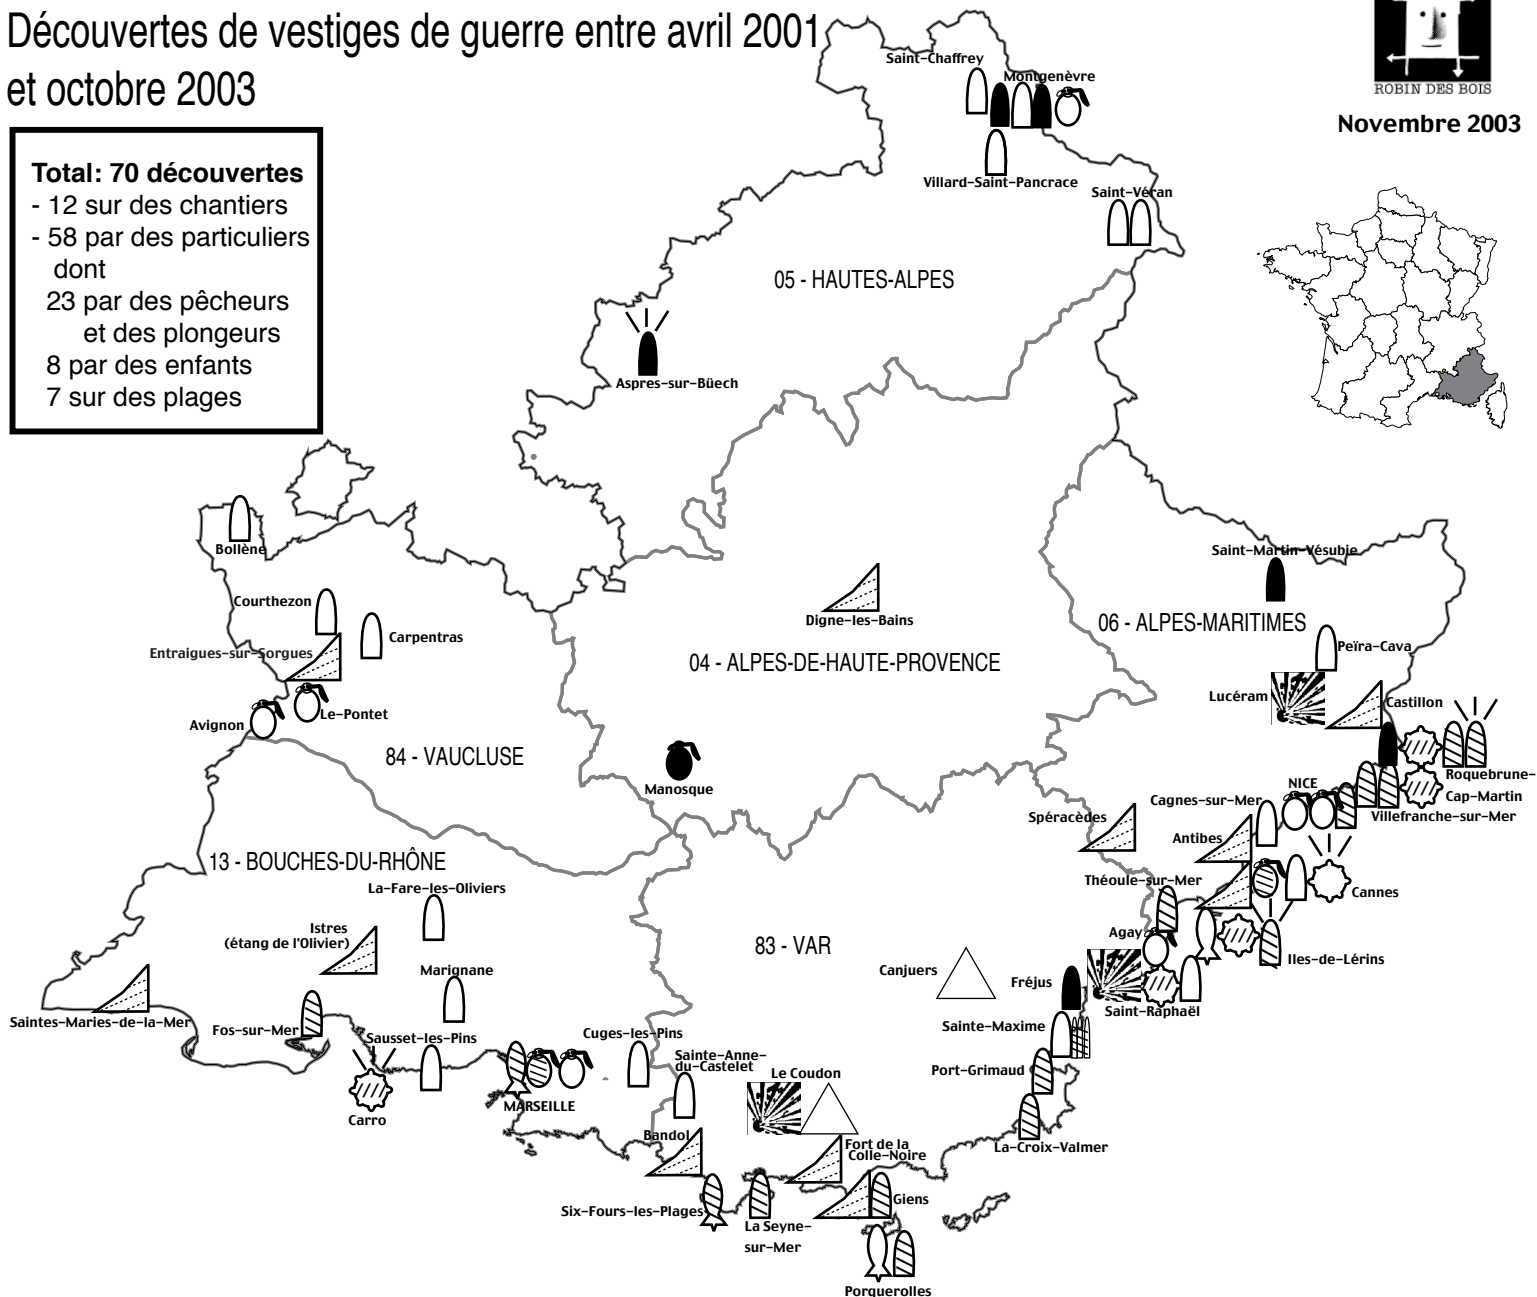 Découvertes de vestiges de guerre entre avril 2001
et octobre 2003
ROBIN DES BOIS
Novembre 2003
Total: 70 découvertes
- 12 sur des chantiers
- 58 par des particuliers
dont
23 par des pêcheurs
et des plongeurs
8 par des enfants
7 sur des plages
Saint-Chaffrey
Montgenèvre
Villard-Saint-Pancrace
Saint-Véran
05 - HAUTES-ALPES
Aspres-sur-Büech
Bollène
Courthezon
Carpentras
Entraigues-sur-Sorgues
Le-Pontet
Avignon
84 - VAUCLUSE
Digne-les-Bains
04 - ALPES-DE-HAUTE-PROVENCE
Manosque
Saint-Martin-Vésubie
06 - ALPES-MARITIMES
Peïra-Cava
Lucéram
Castillon
Roquebrune-
Cap-Martin
Villefranche-sur-Mer
NICE
Cagnes-sur-Mer
Spéracèdes
Antibes
Théoule-sur-Mer
Cannes
Agay
Iles-de-Lérins
13 - BOUCHES-DU-RHÔNE
La-Fare-les-Oliviers
Istres
(étang de l'Olivier)
Marignane
Saintes-Maries-de-la-Mer
Fos-sur-Mer
Sausset-les-Pins
Carro
MARSEILLE
Cuges-les-Pins
83 - VAR
Canjuers
Fréjus
Saint-Raphaël
Sainte-Maxime
Port-Grimaud
La-Croix-Valmer
Sainte-Anne-
du-Castelet
Le Coudon
Bandol
Fort de la
Colle-Noire
Six-Fours-les-Plages
La Seyne-
sur-Mer
Giens
Porquerolles